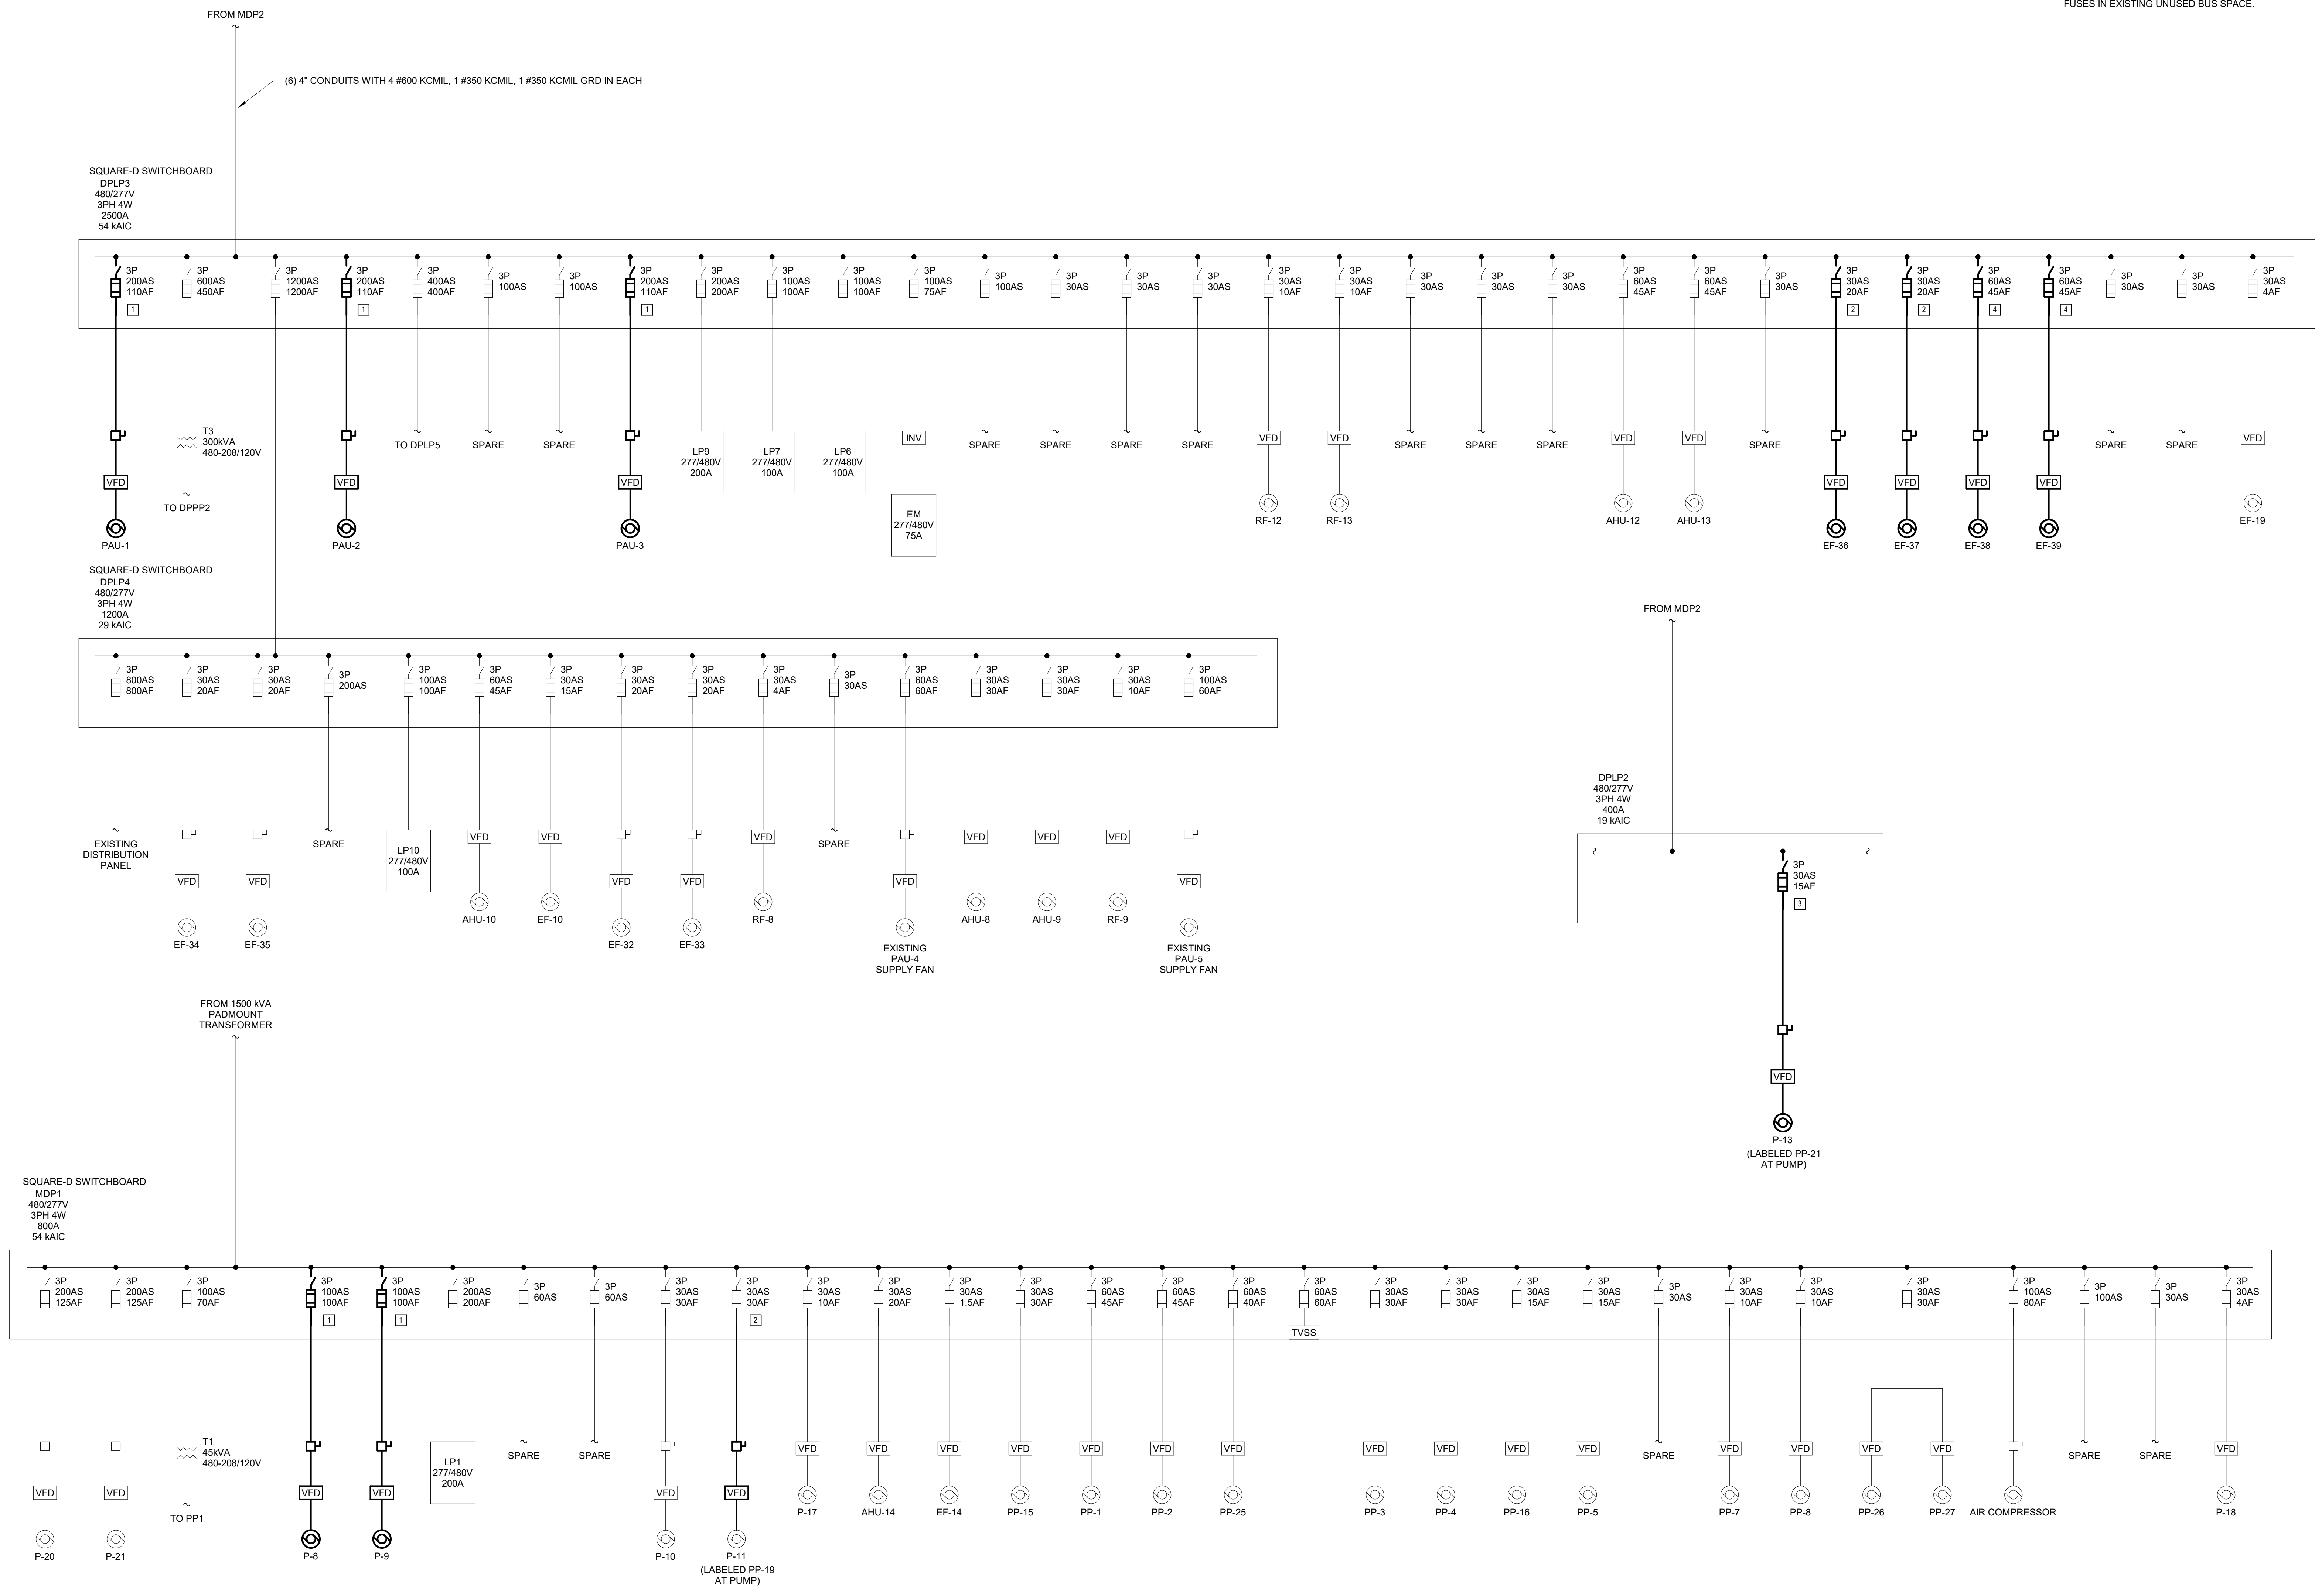 FUSES IN EXISTING UNUSED BUS SPACE.
FROM MDP2
(6) 4" CONDUITS WITH 4 #600 KCMIL, 1 #350 KCMIL, 1 #350 KCMIL GRD IN EACH
SQUARE-D SWITCHBOARD
DPLP3
480/277V
3PH 4W
2500A
54 kAIC
3P
200AS
110AF
1
PAU-1
3P
600AS
450AF
T3
300kVA
480-208/120V
TO DPPP2
3P
1200AS
1200AF
3P
200AS
110AF
1
VFD
PAU-2
3P
400AS
400AF
TO DPLP5
3P
100AS
SPARE
3P
100AS
SPARE
3P
200AS
110AF
1
VFD
PAU-3
3P
200AS
200AF
LP9
277/480V
200A
3P
100AS
100AF
LP7
277/480V
100A
3P
100AS
100AF
LP6
277/480V
100A
3P
100AS
75AF
INV
EM
277/480V
75A
3P
100AS
SPARE
3P
30AS
SPARE
3P
30AS
SPARE
3P
30AS
SPARE
3P
30AS
10AF
VFD
RF-12
3P
30AS
10AF
VFD
RF-13
3P
30AS
SPARE
3P
30AS
SPARE
3P
30AS
SPARE
3P
60AS
45AF
VFD
AHU-12
3P
60AS
45AF
VFD
AHU-13
3P
30AS
SPARE
3P
30AS
20AF
2
VFD
EF-36
3P
30AS
20AF
2
VFD
EF-37
3P
60AS
45AF
4
VFD
EF-38
3P
60AS
45AF
4
VFD
EF-39
3P
30AS
SPARE
3P
30AS
SPARE
3P
30AS
4AF
VFD
EF-19
VFD
SQUARE-D SWITCHBOARD
DPLP4
480/277V
3PH 4W
1200A
29 kAIC
3P
800AS
800AF
EXISTING
DISTRIBUTION
PANEL
3P
30AS
20AF
VFD
EF-34
3P
30AS
20AF
VFD
EF-35
3P
200AS
SPARE
3P
100AS
100AF
LP10
277/480V
100A
3P
60AS
45AF
VFD
AHU-10
3P
30AS
15AF
VFD
EF-10
3P
30AS
20AF
VFD
EF-32
3P
30AS
20AF
VFD
EF-33
3P
30AS
4AF
VFD
RF-8
3P
30AS
SPARE
3P
60AS
60AF
VFD
EXISTING
PAU-4
SUPPLY FAN
3P
30AS
30AF
VFD
AHU-8
3P
30AS
30AF
VFD
AHU-9
3P
30AS
10AF
VFD
RF-9
3P
100AS
60AF
VFD
EXISTING
PAU-5
SUPPLY FAN
FROM MDP2
DPLP2
480/277V
3PH 4W
400A
19 kAIC
3P
30AS
15AF
3
VFD
P-13
(LABELED PP-21
AT PUMP)
FROM 1500 kVA
PADMOUNT
TRANSFORMER
SQUARE-D SWITCHBOARD
MDP1
480/277V
3PH 4W
800A
54 kAIC
3P
200AS
125AF
VFD
P-20
3P
200AS
125AF
VFD
P-21
3P
100AS
70AF
T1
45kVA
480-208/120V
TO PP1
3P
100AS
100AF
1
VFD
P-8
3P
100AS
100AF
1
VFD
P-9
3P
200AS
200AF
LP1
277/480V
200A
3P
60AS
SPARE
3P
60AS
SPARE
3P
30AS
30AF
VFD
P-10
3P
30AS
30AF
2
VFD
P-11
(LABELED PP-19
AT PUMP)
3P
30AS
10AF
VFD
P-17
3P
30AS
20AF
VFD
AHU-14
3P
30AS
1.5AF
VFD
EF-14
3P
30AS
30AF
VFD
PP-15
3P
60AS
45AF
VFD
PP-1
3P
60AS
45AF
VFD
PP-2
3P
60AS
40AF
VFD
PP-25
3P
60AS
60AF
TVSS
3P
30AS
30AF
VFD
PP-3
3P
30AS
30AF
VFD
PP-4
3P
30AS
15AF
VFD
PP-16
3P
30AS
15AF
VFD
PP-5
3P
30AS
SPARE
3P
30AS
10AF
VFD
PP-7
3P
30AS
10AF
VFD
PP-8
3P
30AS
30AF
VFD
PP-26
VFD
PP-27
3P
100AS
80AF
AIR COMPRESSOR
3P
100AS
SPARE
3P
30AS
SPARE
3P
30AS
4AF
VFD
P-18